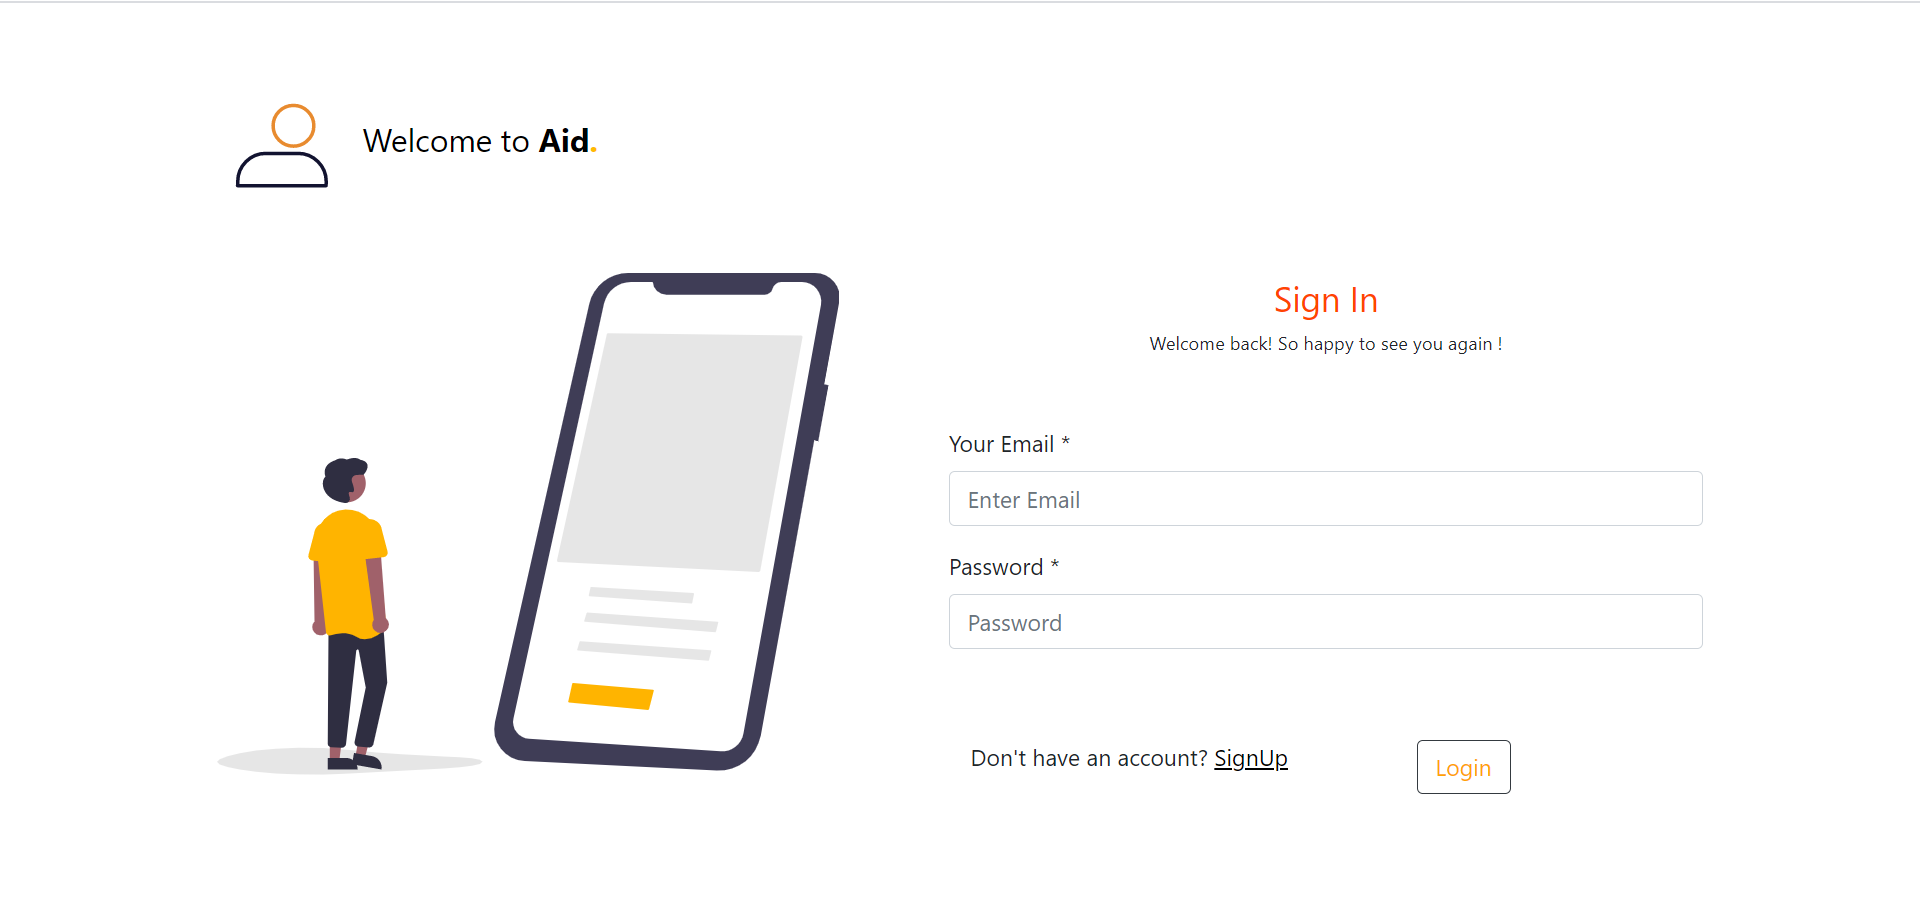 Welcome to Aid.
Sign In
Welcome back! So happy to see you again !
Your Email *
Enter Email
Password *
Password
Don't have an account? SignUp
Login